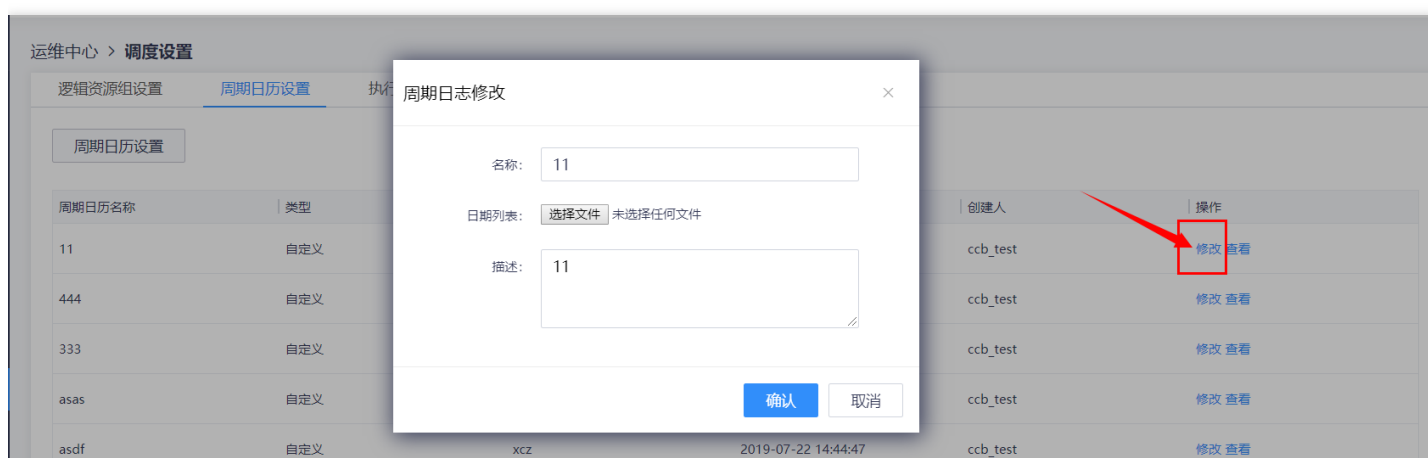 运维中心 > 调度设置
逻辑资源组设置 周期日历设置 执行
周期日历设置
周期日历名称 类型 创建人 操作
11 自定义 ccb_test 修改 查看
444 自定义 ccb_test 修改 查看
333 自定义 ccb_test 修改 查看
asas 自定义 ccb_test 修改 查看
asdf 自定义 xcz 2019-07-22 14:44:47 ccb_test 修改 查看
周期日志修改 ×
名称: 11
日期列表: 选择文件 未选择任何文件
描述: 11
确认 取消